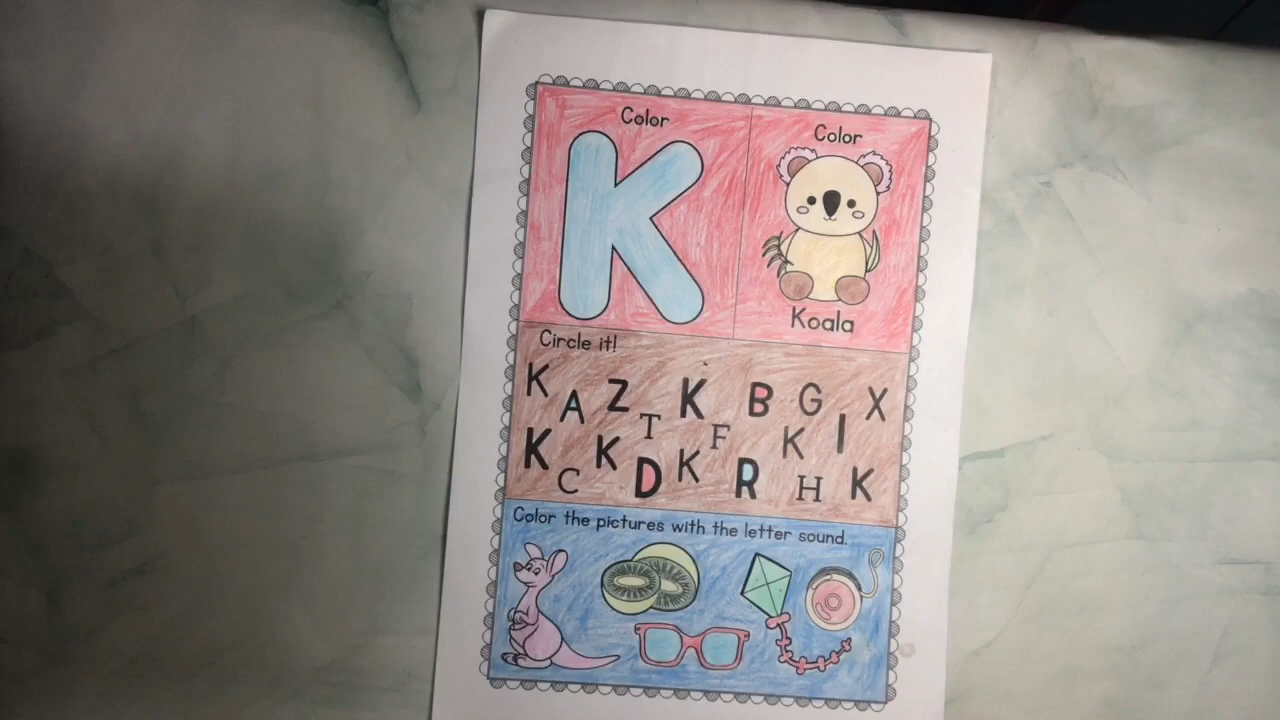 Color
K
Color
Koala
Circle it!
K A Z T K F B G K I X
K C K D K R H K
Color the pictures with the letter sound.